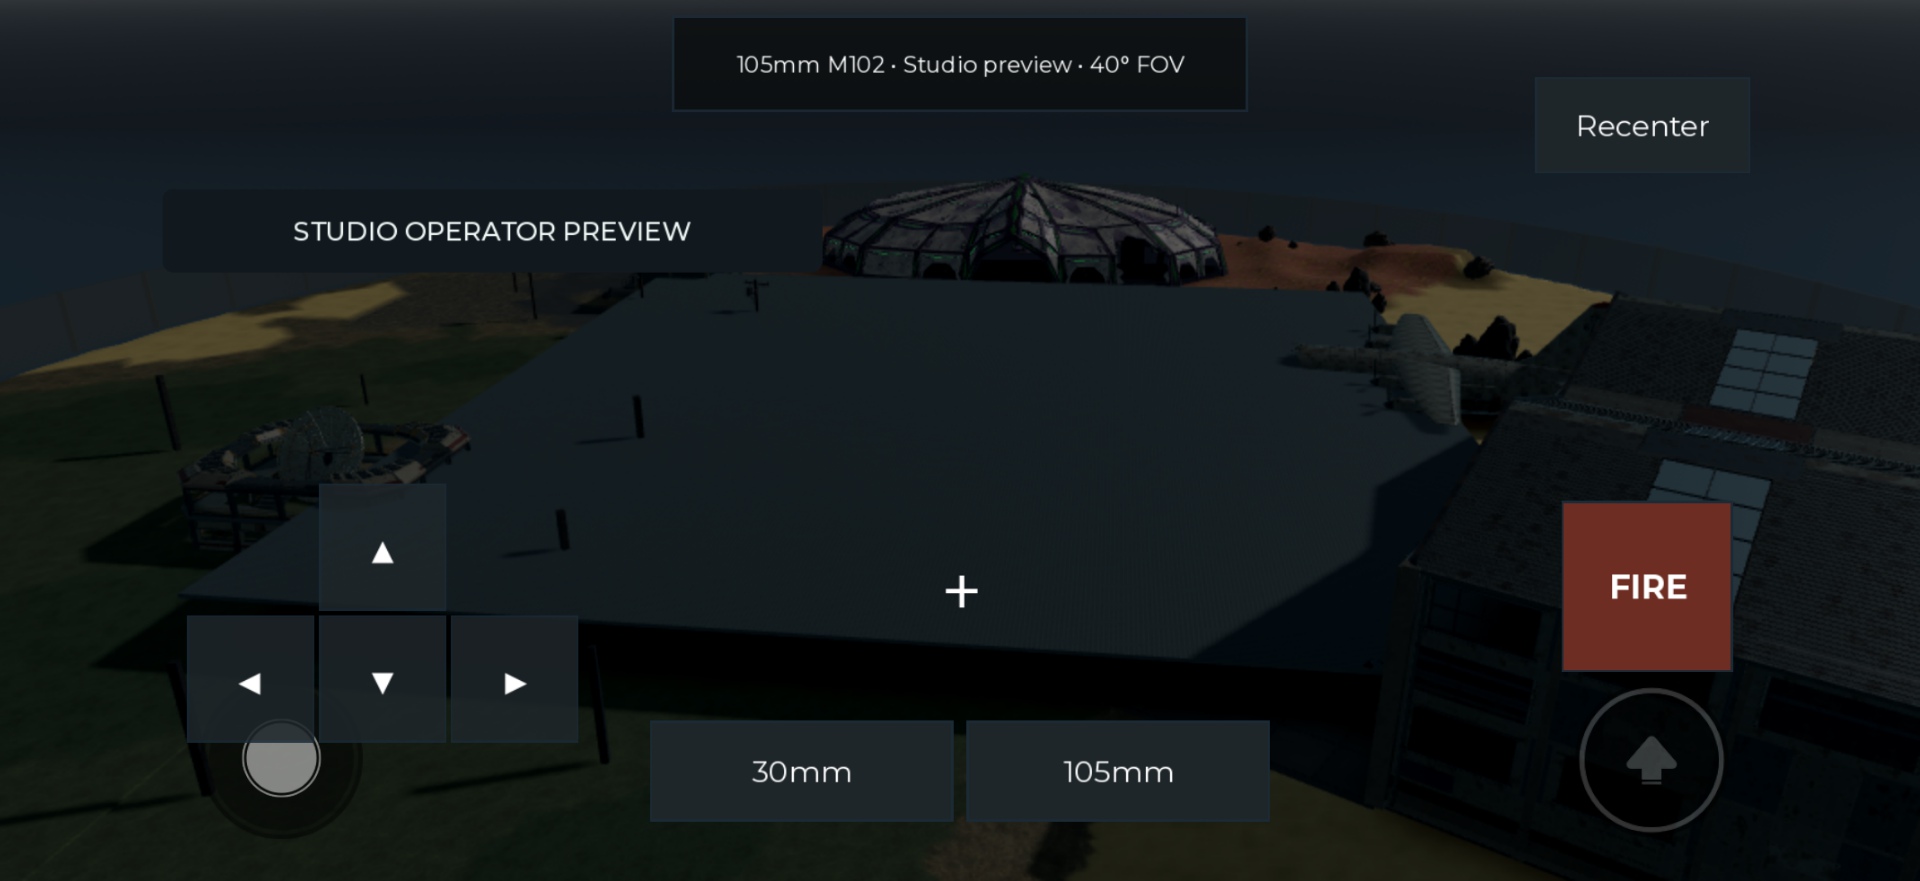 105mm M102 • Studio preview • 40° FOV
Recenter
STUDIO OPERATOR PREVIEW
FIRE
30mm
105mm